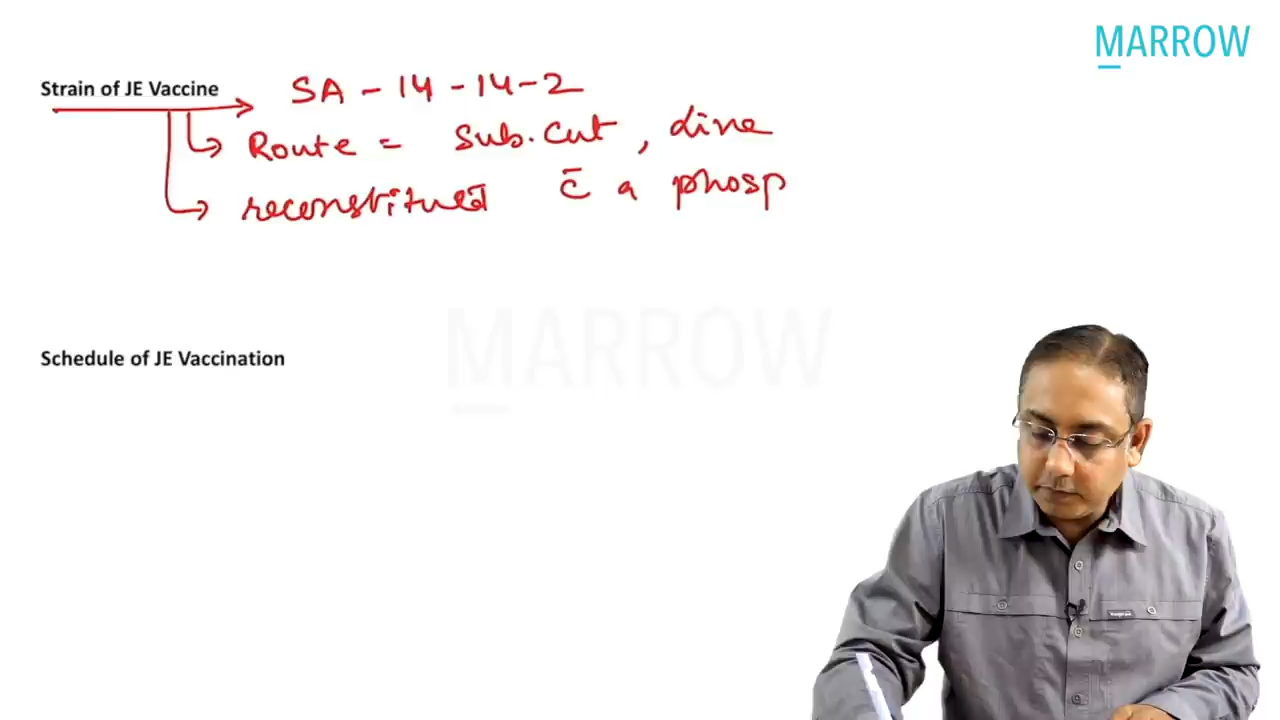 MARROW
Strain of JE Vaccine SA - 14 - 14 - 2
Route = Sub.cut, live
reconstituted c̄ a phosp
MARROW
Schedule of JE Vaccination